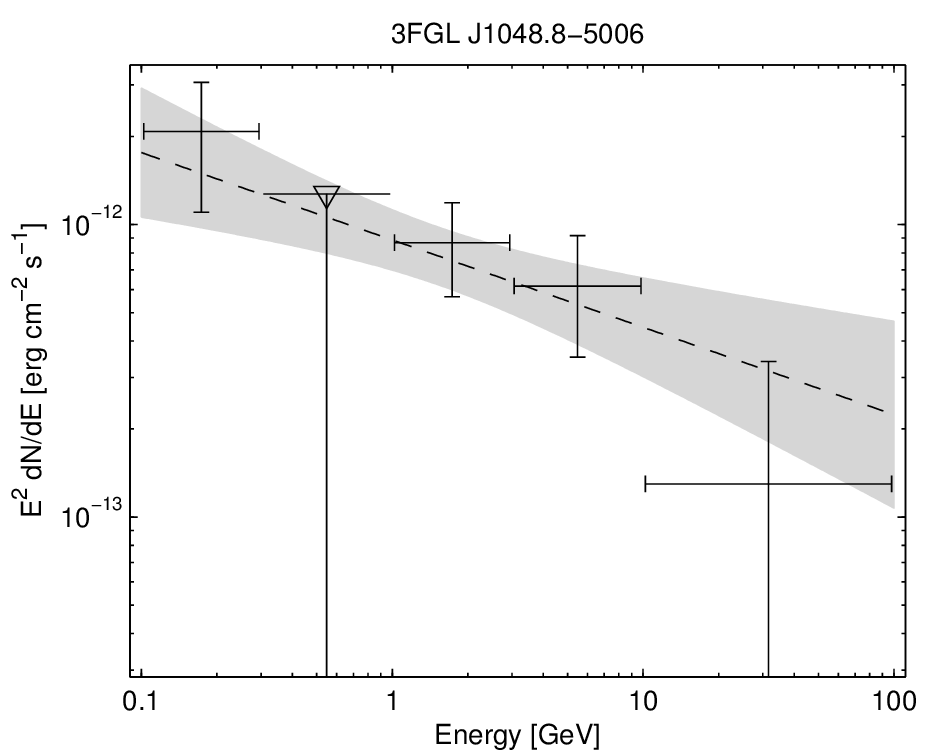 3FGL J1048.8−5006
E² dN/dE [erg cm⁻² s⁻¹]
10⁻¹²
10⁻¹³
0.1 1 10 100
Energy [GeV]